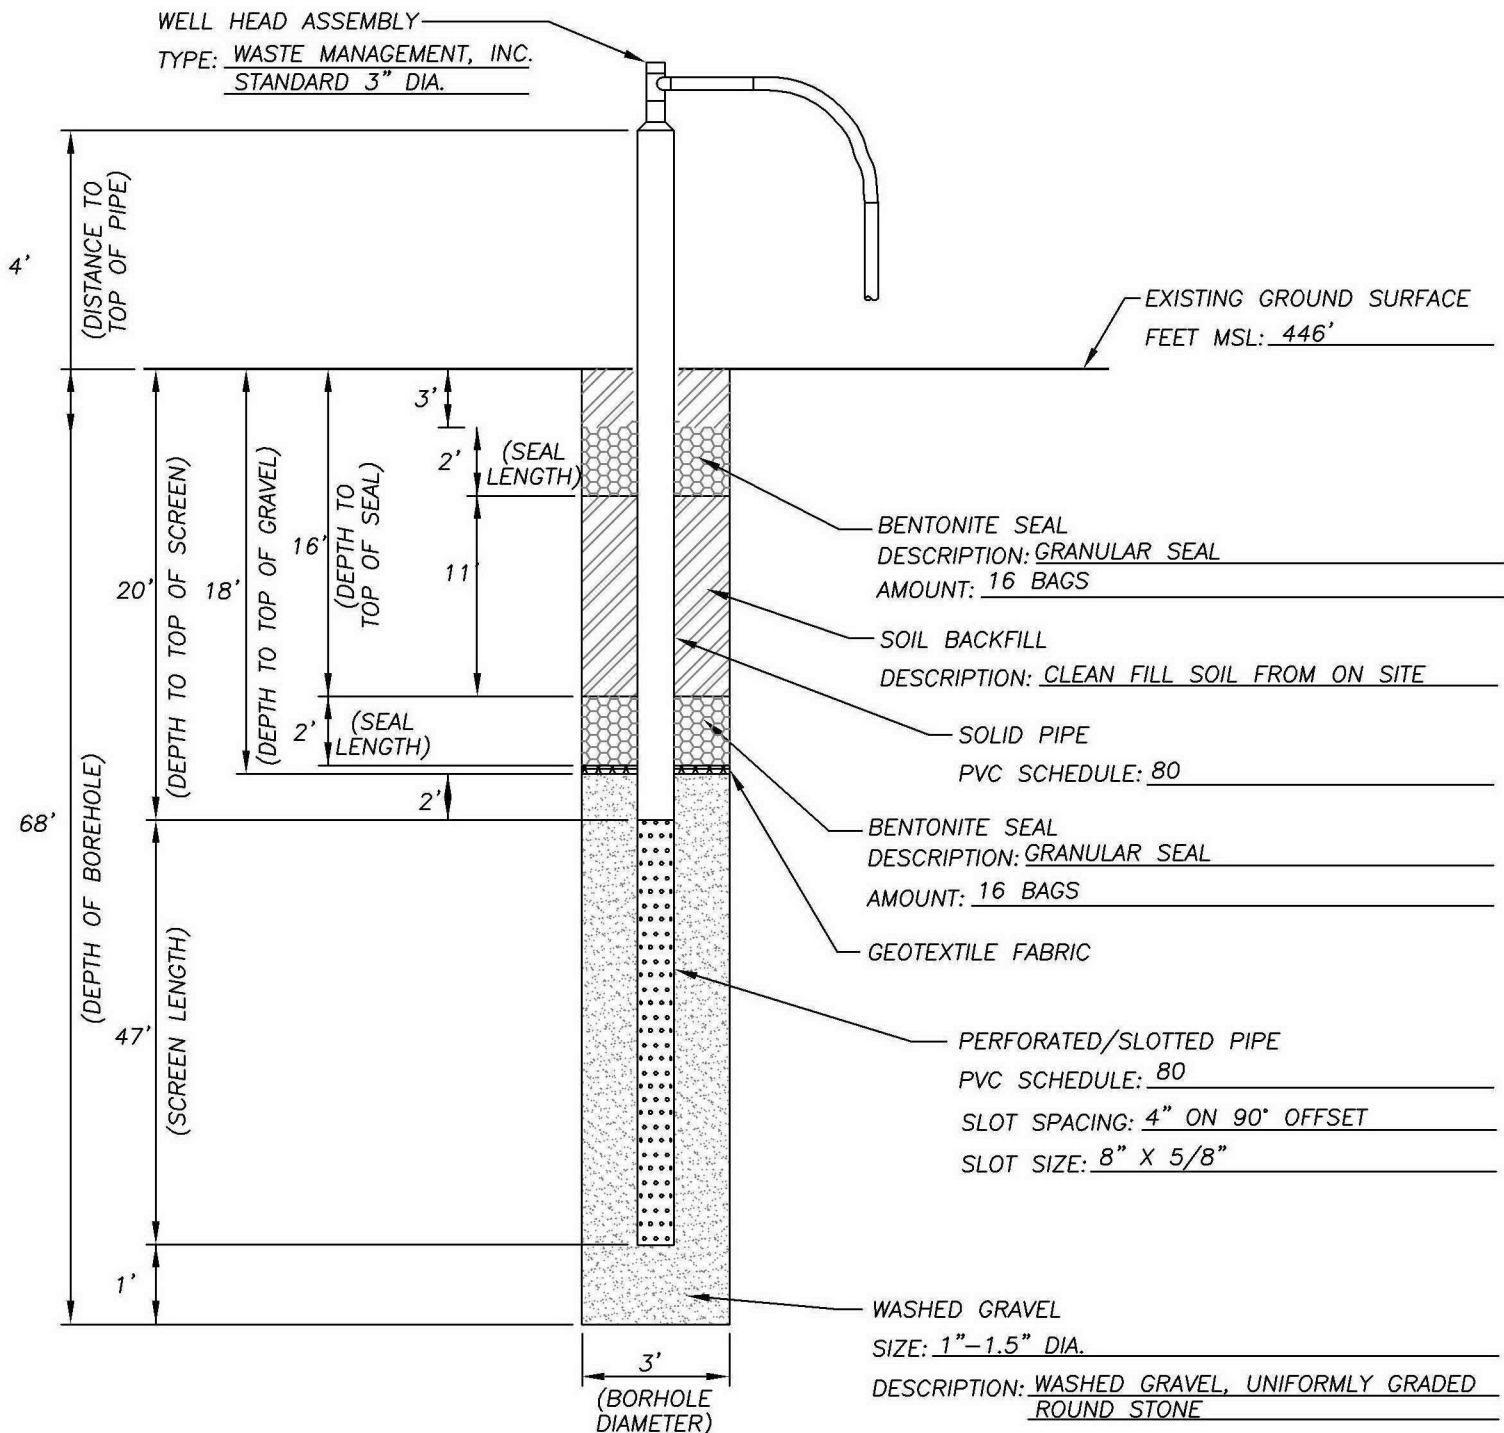 WELL HEAD ASSEMBLY
TYPE: WASTE MANAGEMENT, INC.
STANDARD 3" DIA.
4'
(DISTANCE TO
TOP OF PIPE)
EXISTING GROUND SURFACE
FEET MSL: 446'
3'
2'
(SEAL
LENGTH)
11'
16'
(DEPTH TO
TOP OF SEAL)
18'
(DEPTH TO TOP OF GRAVEL)
20'
(DEPTH TO TOP OF SCREEN)
2'
(SEAL
LENGTH)
2'
68'
(DEPTH OF BOREHOLE)
47'
(SCREEN LENGTH)
1'
BENTONITE SEAL
DESCRIPTION: GRANULAR SEAL
AMOUNT: 16 BAGS
SOIL BACKFILL
DESCRIPTION: CLEAN FILL SOIL FROM ON SITE
SOLID PIPE
PVC SCHEDULE: 80
BENTONITE SEAL
DESCRIPTION: GRANULAR SEAL
AMOUNT: 16 BAGS
GEOTEXTILE FABRIC
PERFORATED/SLOTTED PIPE
PVC SCHEDULE: 80
SLOT SPACING: 4" ON 90° OFFSET
SLOT SIZE: 8" X 5/8"
WASHED GRAVEL
SIZE: 1"-1.5" DIA.
DESCRIPTION: WASHED GRAVEL, UNIFORMLY GRADED
ROUND STONE
3'
(BORHOLE
DIAMETER)